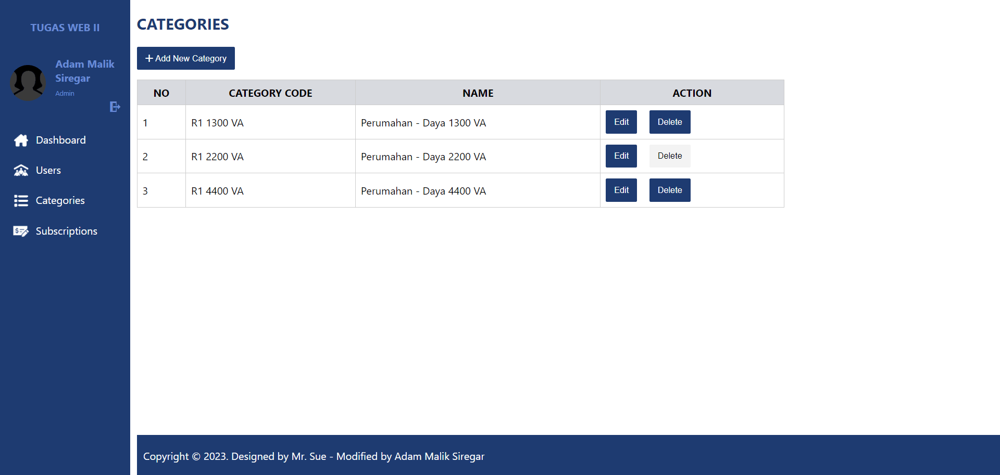 TUGAS WEB II
Adam Malik
Siregar
Admin
Dashboard
Users
Categories
Subscriptions
CATEGORIES
Add New Category
NO CATEGORY CODE NAME ACTION
1 R1 1300 VA Perumahan - Daya 1300 VA Edit Delete
2 R1 2200 VA Perumahan - Daya 2200 VA Edit Delete
3 R1 4400 VA Perumahan - Daya 4400 VA Edit Delete
Copyright © 2023. Designed by Mr. Sue - Modified by Adam Malik Siregar